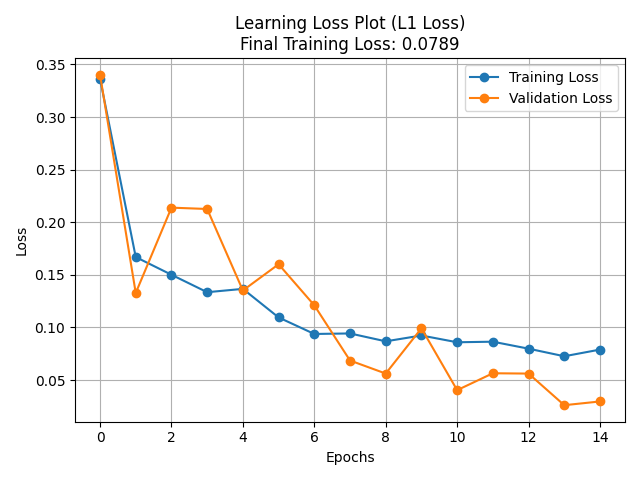 Learning Loss Plot (L1 Loss)
Final Training Loss: 0.0789
Training Loss
Validation Loss
Loss
0.35
0.30
0.25
0.20
0.15
0.10
0.05
0 2 4 6 8 10 12 14
Epochs